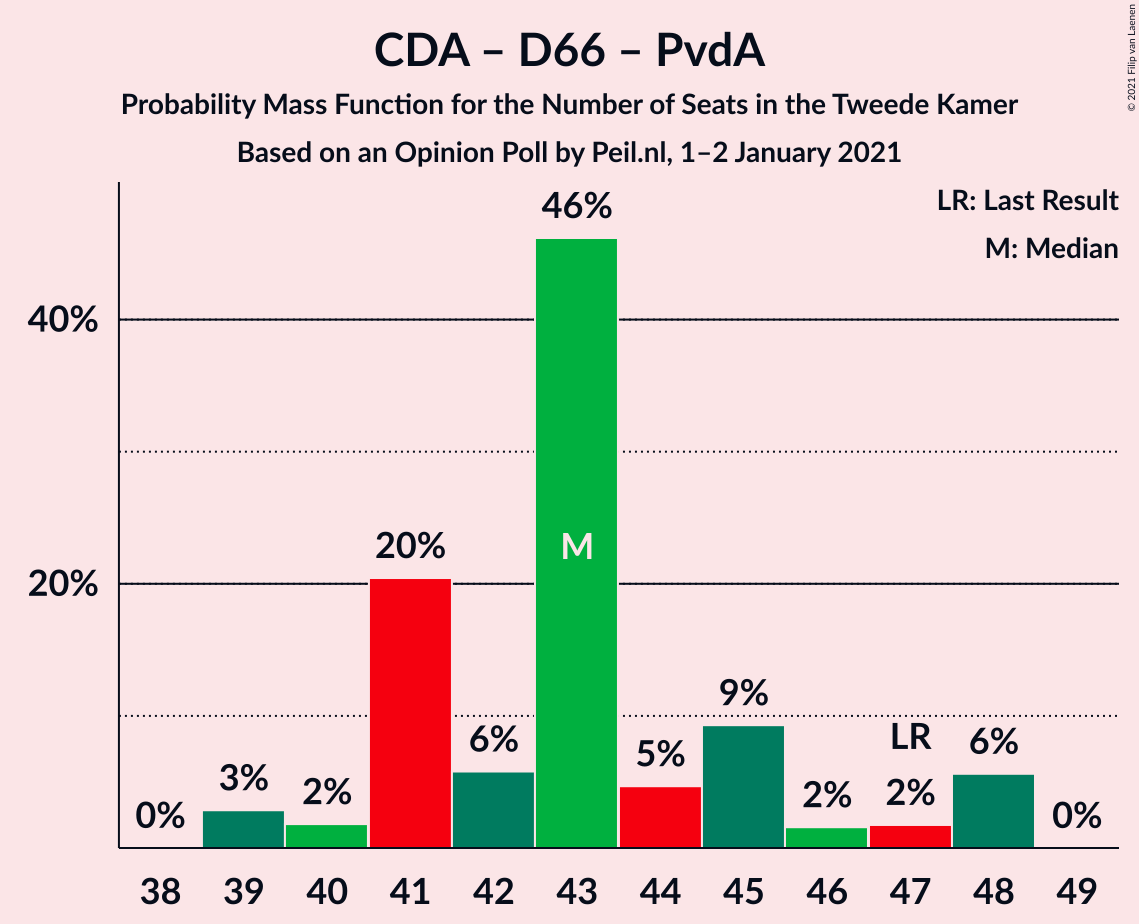 CDA – D66 – PvdA
Probability Mass Function for the Number of Seats in the Tweede Kamer
Based on an Opinion Poll by Peil.nl, 1–2 January 2021
© 2021 Filip van Laenen
LR: Last Result
M: Median
46%
40%
M
20%
20%
9%
LR
6%
6%
5%
3%
2%
2%
2%
0%
0%
38 39 40 41 42 43 44 45 46 47 48 49